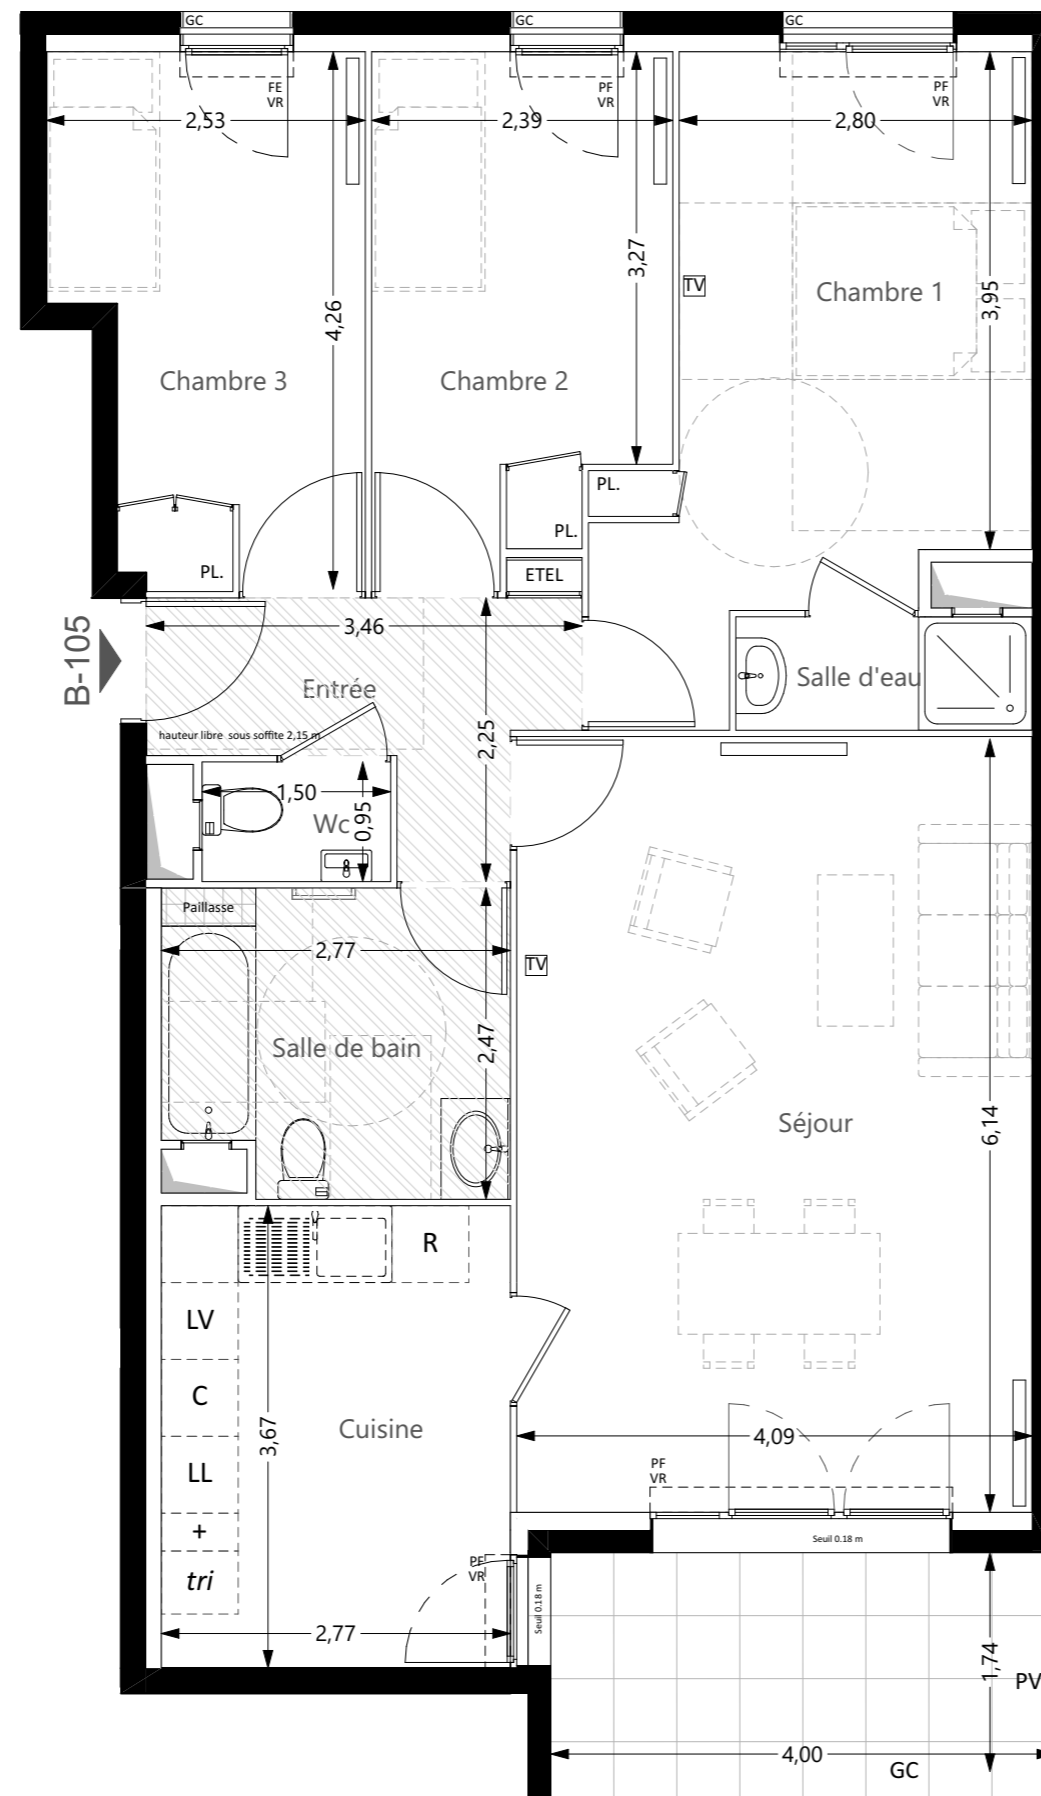 GC
GC
GC
FE
VR
PF
VR
PF
VR
2,53
2,39
2,80
3,27
TV
Chambre 1
3,95
4,26
Chambre 3
Chambre 2
PL.
PL.
PL.
ETEL
B-105
3,46
Entrée
Salle d'eau
hauteur libre sous soffite 2,15 m
2,25
1,50
Wc
0,95
Paillasse
2,77
TV
Salle de bain
2,47
Séjour
6,14
R
LV
C
LL
+
tri
3,67
Cuisine
4,09
PF
VR
Seuil 0.18 m
PF
VR
Seuil 0.18 m
2,77
1,74
PV
4,00
GC